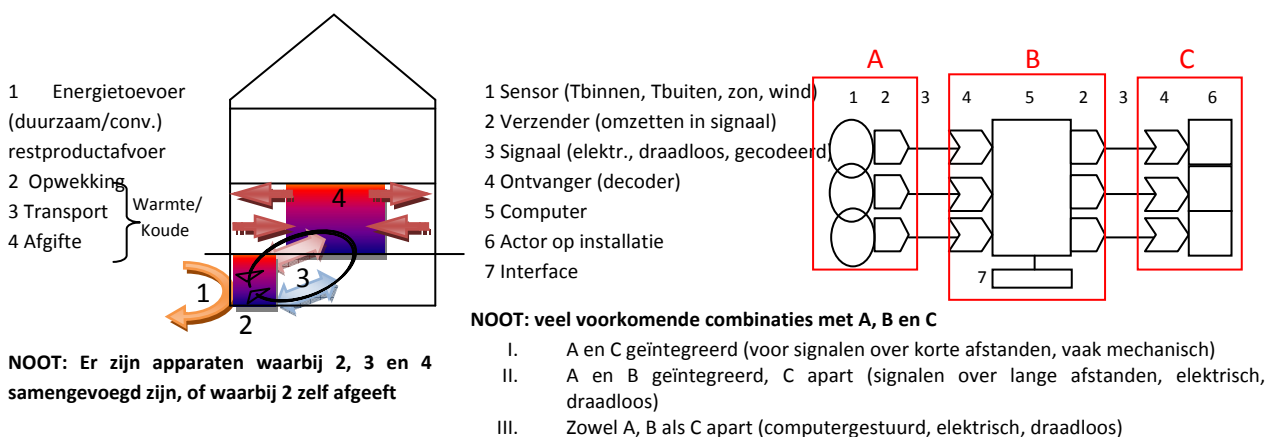 1 Energietoevoer
(duurzaam/conv.)
restproductafvoer
2 Opwekking
3 Transport
4 Afgifte
Warmte/
Koude
4
3
1
2
NOOT: Er zijn apparaten waarbij 2, 3 en 4
samengevoegd zijn, of waarbij 2 zelf afgeeft
1 Sensor (Tbinnen, Tbuiten, zon, wind)
2 Verzender (omzetten in signaal)
3 Signaal (elektr., draadloos, gecodeerd)
4 Ontvanger (decoder)
5 Computer
6 Actor op installatie
7 Interface
A B C
1 2 3 4 5 2 3 4 6
7
NOOT: veel voorkomende combinaties met A, B en C
I. A en C geïntegreerd (voor signalen over korte afstanden, vaak mechanisch)
II. A en B geïntegreerd, C apart (signalen over lange afstanden, elektrisch,
draadloos)
III. Zowel A, B als C apart (computergestuurd, elektrisch, draadloos)